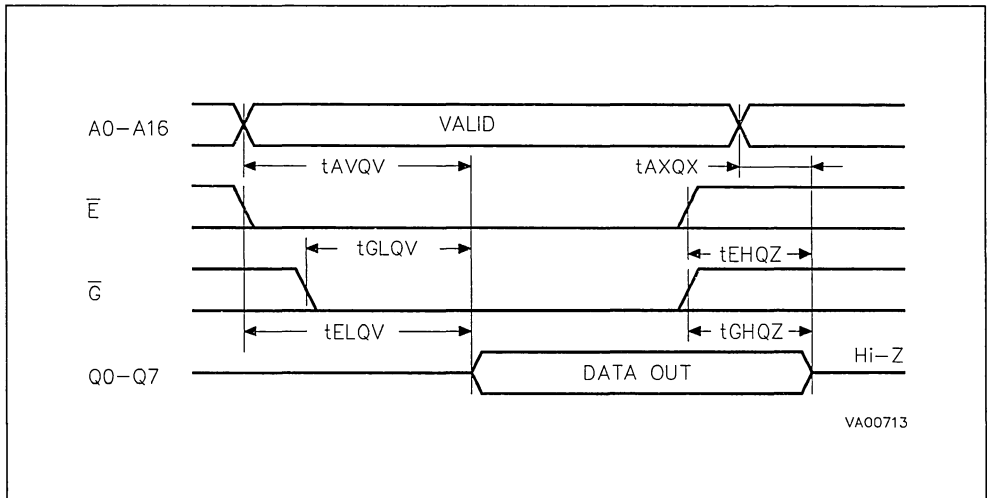 A0-A16
VALID
tAVQV
tAXQX
E̅
tGLQV
tEHQZ
G̅
tELQV
tGHQZ
Q0-Q7
DATA OUT
Hi-Z
VA00713